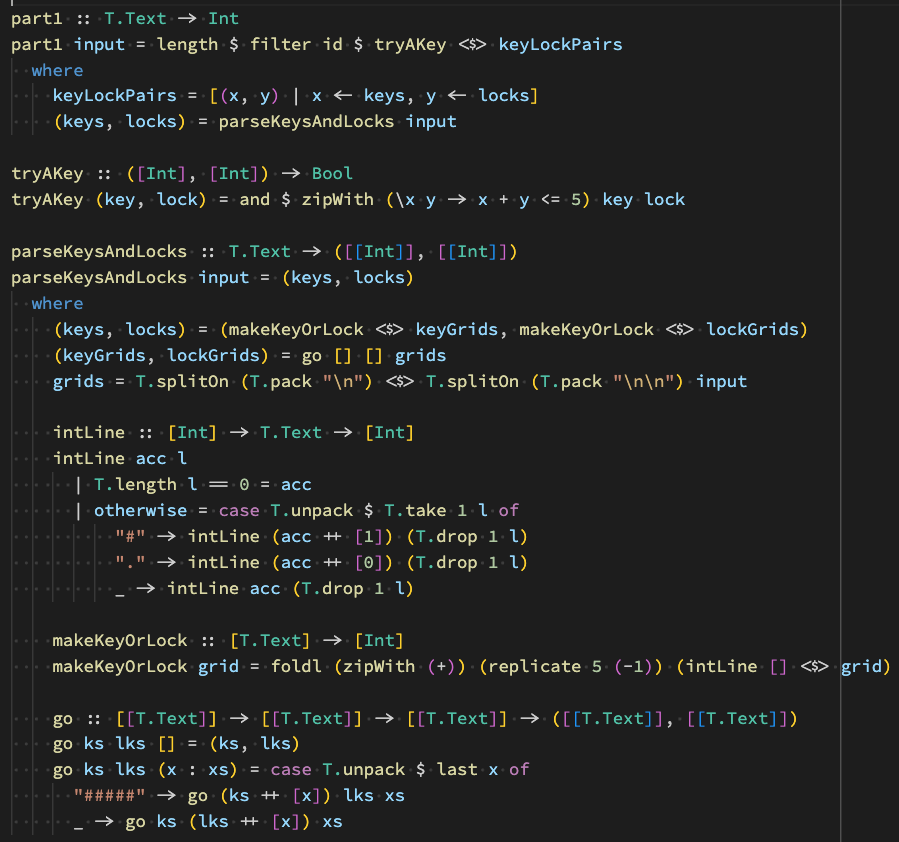 part1 :: T.Text -> Int
part1 input = length $ filter id $ tryAKey <$> keyLockPairs
  where
    keyLockPairs = [(x, y) | x <- keys, y <- locks]
    (keys, locks) = parseKeysAndLocks input

tryAKey :: ([Int], [Int]) -> Bool
tryAKey (key, lock) = and $ zipWith (\x y -> x + y <= 5) key lock

parseKeysAndLocks :: T.Text -> ([[Int]], [[Int]])
parseKeysAndLocks input = (keys, locks)
  where
    (keys, locks) = (makeKeyOrLock <$> keyGrids, makeKeyOrLock <$> lockGrids)
    (keyGrids, lockGrids) = go [] [] grids
    grids = T.splitOn (T.pack "\n") <$> T.splitOn (T.pack "\n\n") input

    intLine :: [Int] -> T.Text -> [Int]
    intLine acc l
      | T.length l == 0 = acc
      | otherwise = case T.unpack $ T.take 1 l of
          "#" -> intLine (acc ++ [1]) (T.drop 1 l)
          "." -> intLine (acc ++ [0]) (T.drop 1 l)
          _ -> intLine acc (T.drop 1 l)

    makeKeyOrLock :: [T.Text] -> [Int]
    makeKeyOrLock grid = foldl (zipWith (+)) (replicate 5 (-1)) (intLine [] <$> grid)

    go :: [[T.Text]] -> [[T.Text]] -> [[T.Text]] -> ([[T.Text]], [[T.Text]])
    go ks lks [] = (ks, lks)
    go ks lks (x : xs) = case T.unpack $ last x of
      "#####" -> go (ks ++ [x]) lks xs
      _ -> go ks (lks ++ [x]) xs